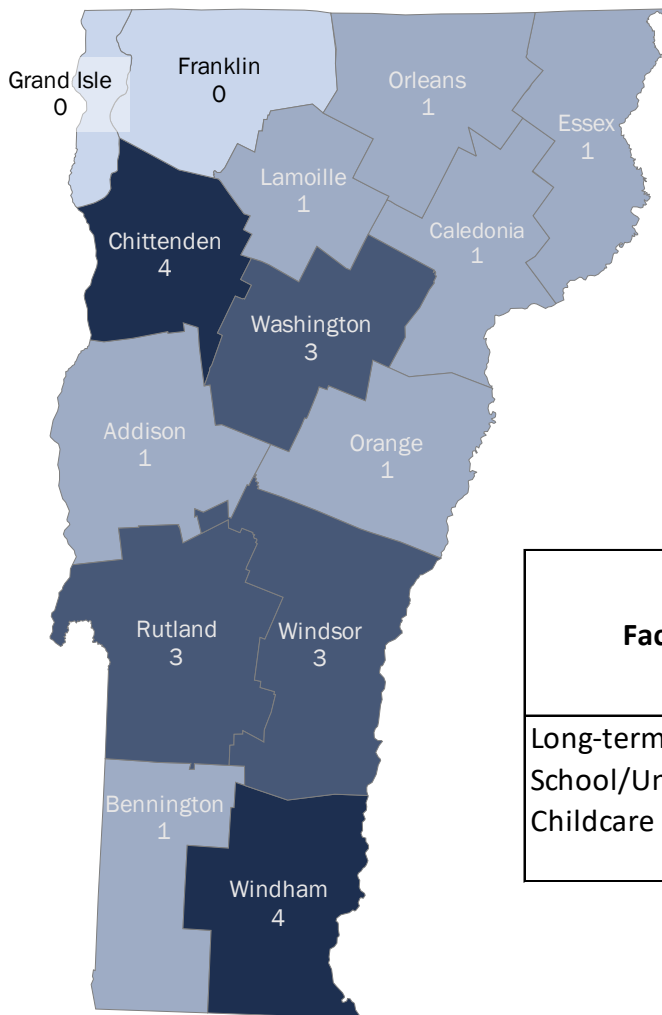 Grand Isle
0
Franklin
0
Orleans
1
Essex
1
Lamoille
1
Caledonia
1
Chittenden
4
Washington
3
Addison
1
Orange
1
Rutland
3
Windsor
3
Bennington
1
Windham
4
Fac
Long-term
School/Un
Childcare